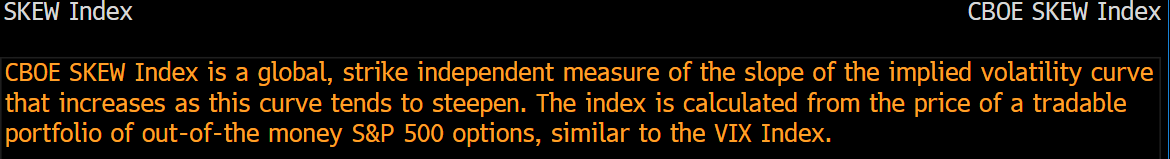 SKEW Index CBOE SKEW Index
CBOE SKEW Index is a global, strike independent measure of the slope of the implied volatility curve
that increases as this curve tends to steepen. The index is calculated from the price of a tradable
portfolio of out-of-the money S&P 500 options, similar to the VIX Index.